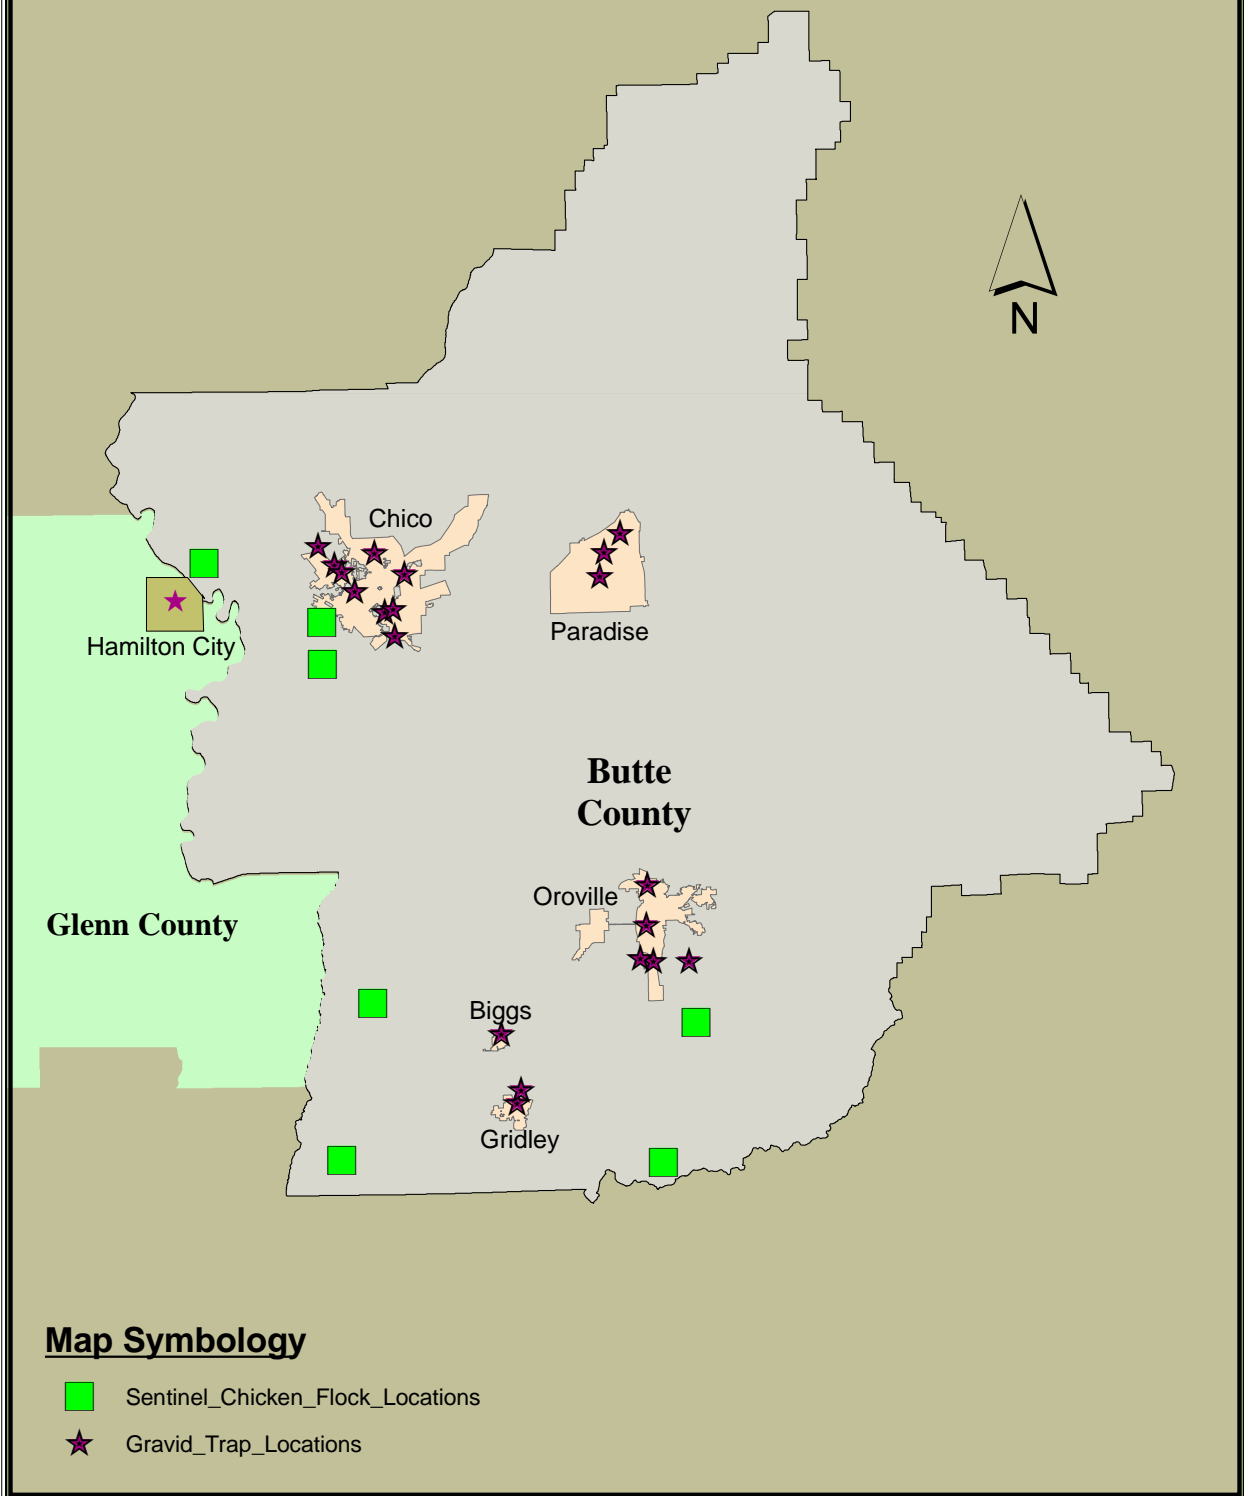 N
Chico
Paradise
Hamilton City
Butte
County
Oroville
Glenn County
Biggs
Gridley
Map Symbology
Sentinel_Chicken_Flock_Locations
Gravid_Trap_Locations